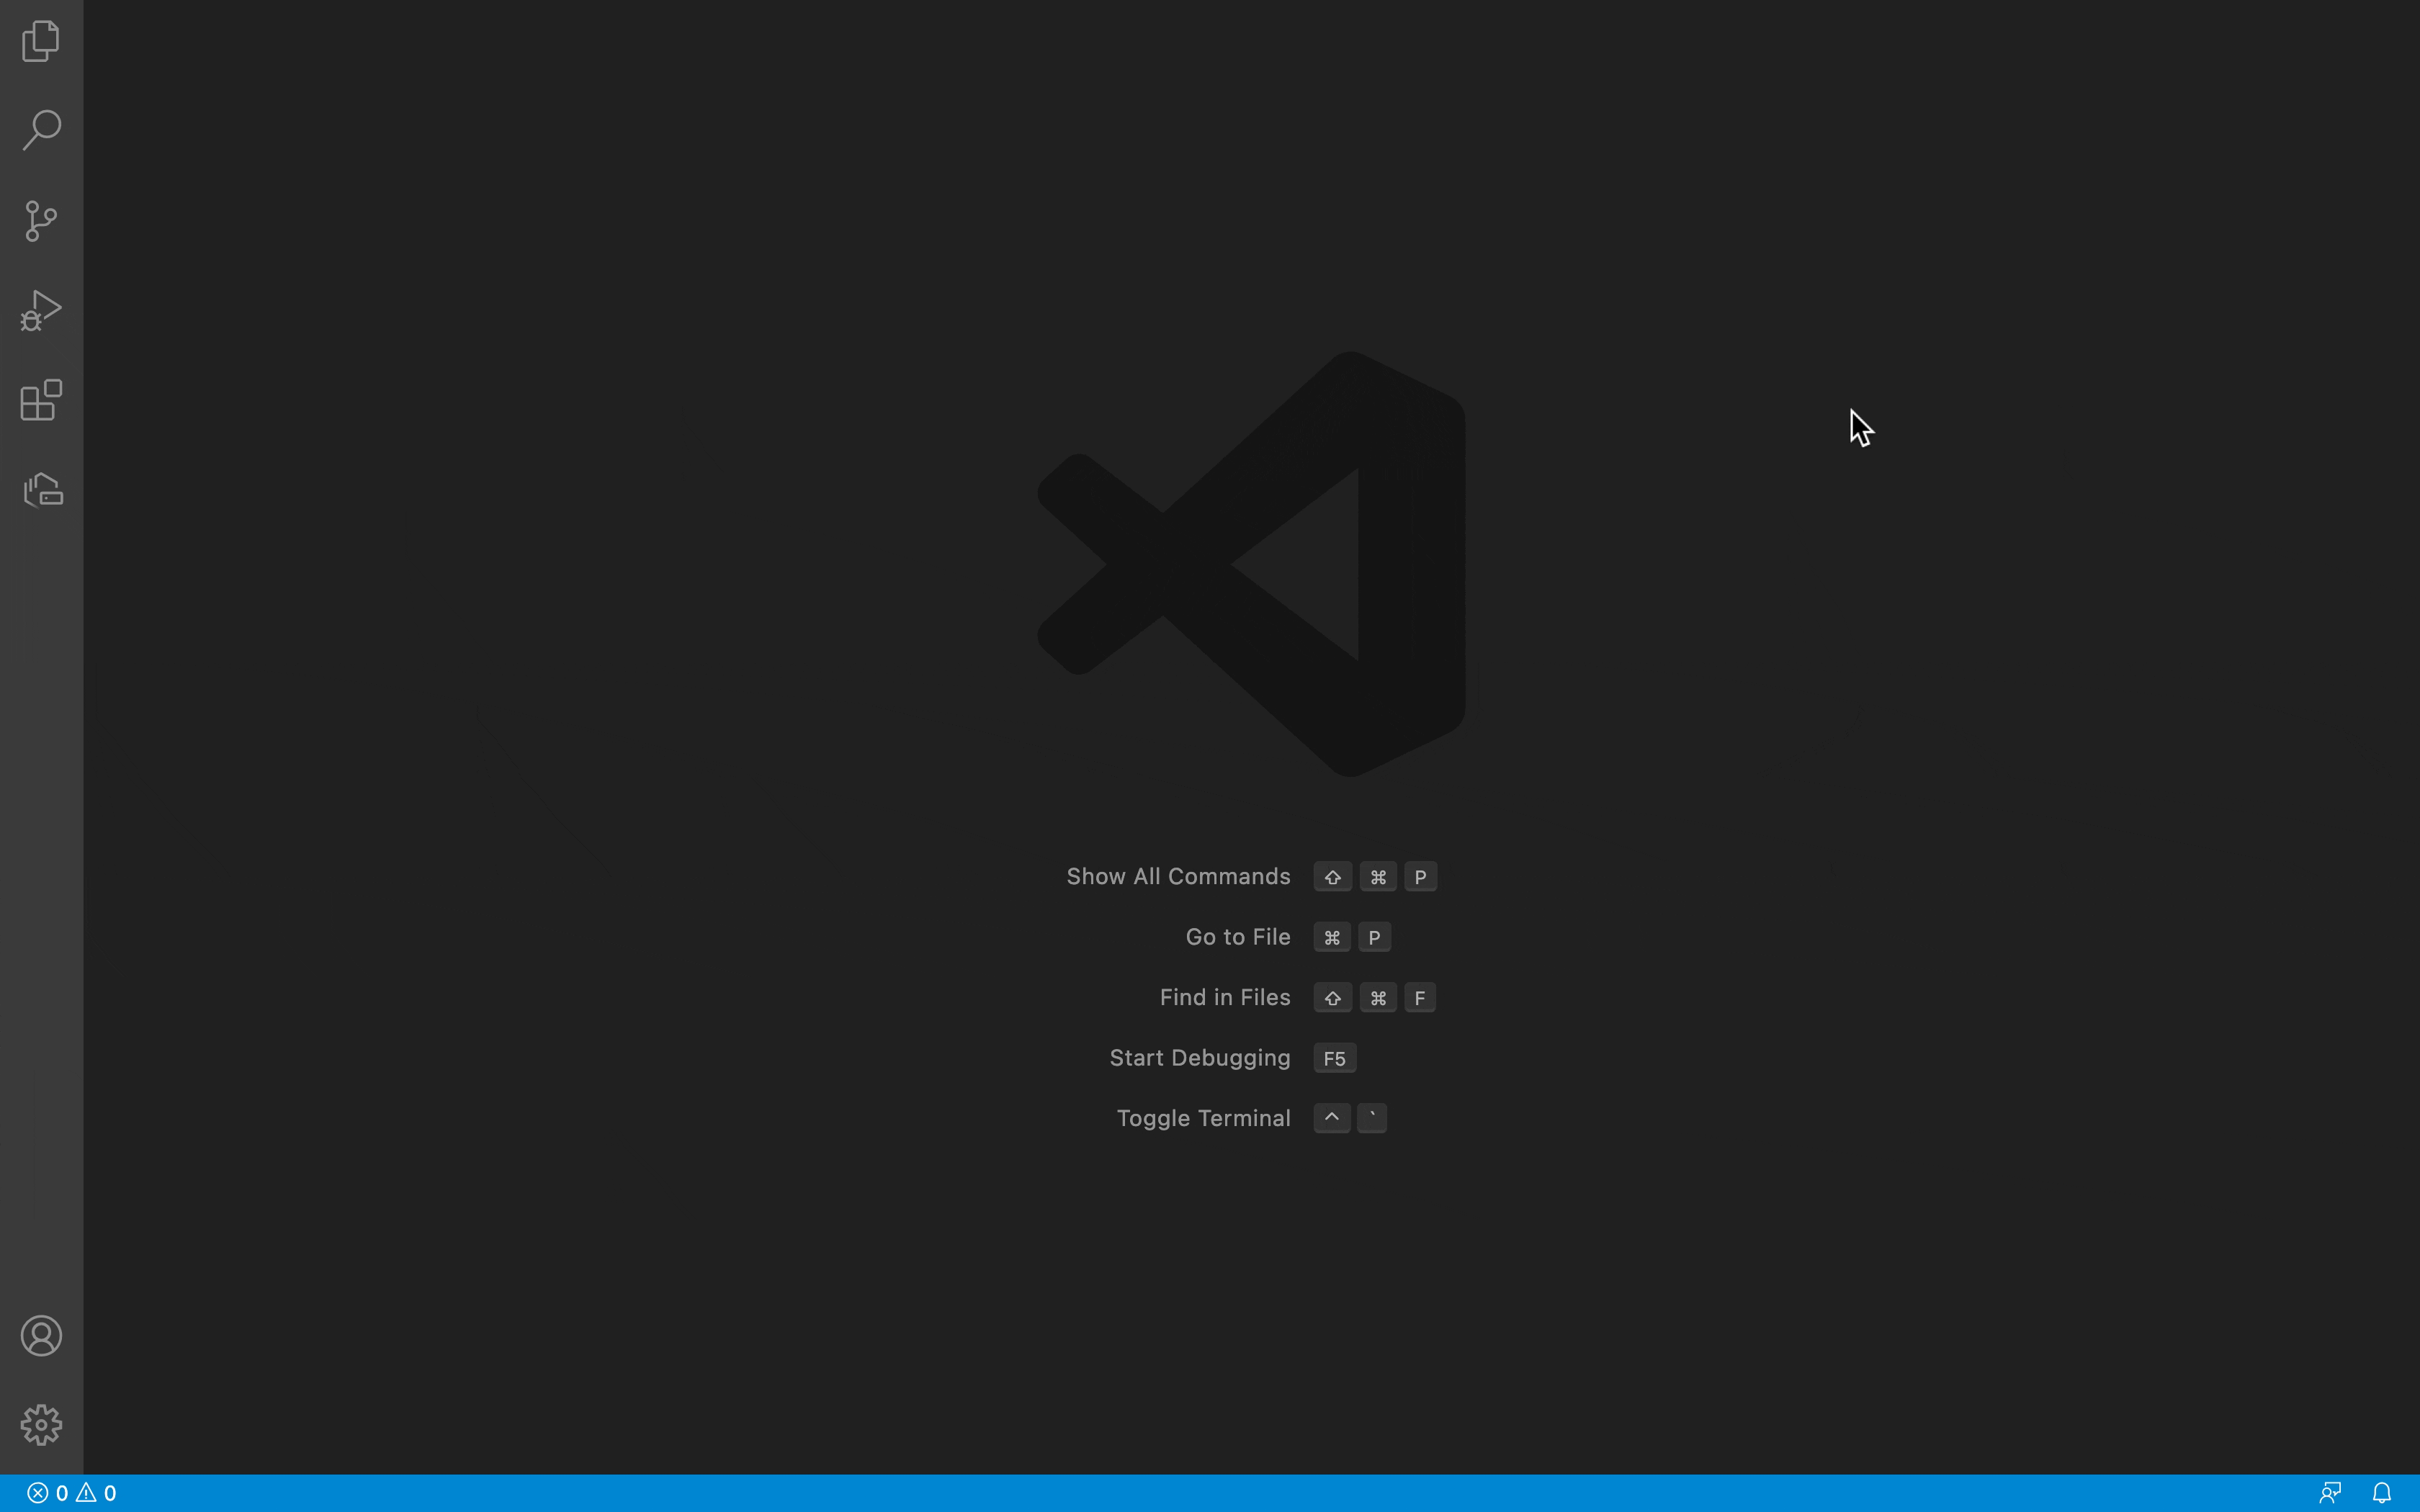 Show All Commands ⇧ ⌘ P
Go to File ⌘ P
Find in Files ⇧ ⌘ F
Start Debugging F5
Toggle Terminal ^ `
0 0